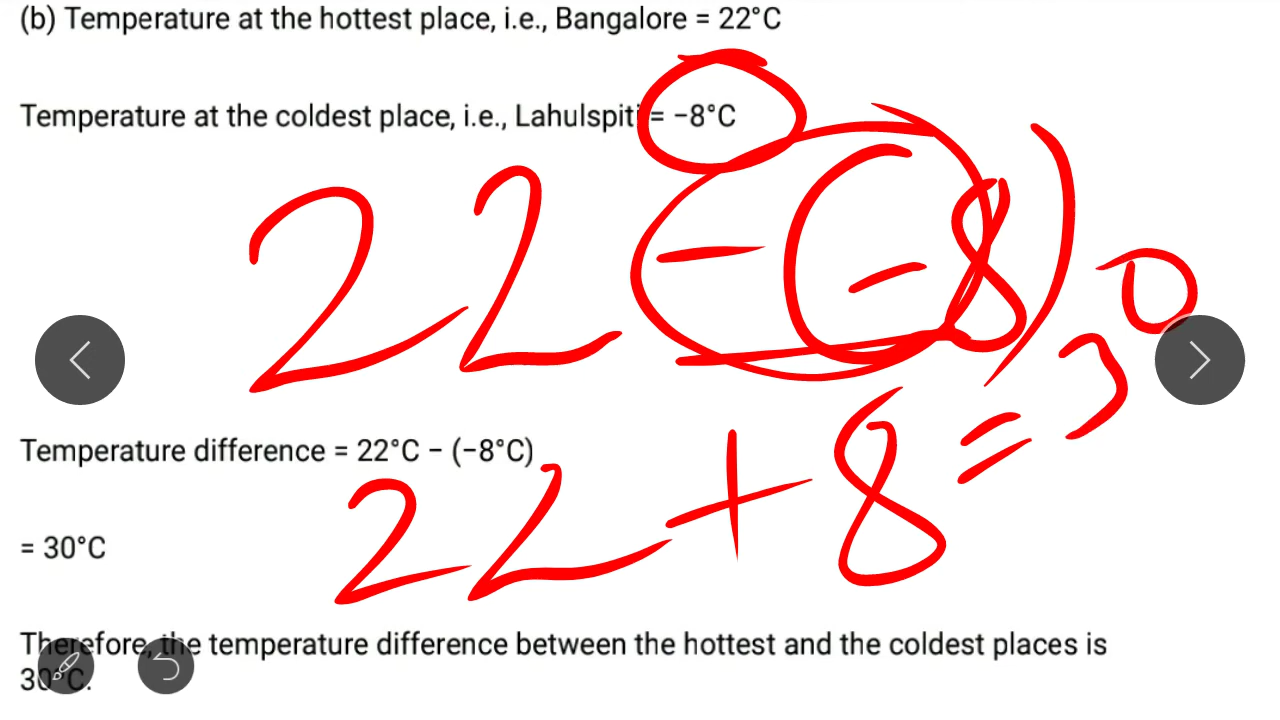 (b) Temperature at the hottest place, i.e., Bangalore = 22°C
Temperature at the coldest place, i.e., Lahulspiti = −8°C
22 − (−8)
22 + 8 = 30
Temperature difference = 22°C − (−8°C)
= 30°C
Therefore, the temperature difference between the hottest and the coldest places is
30°C.